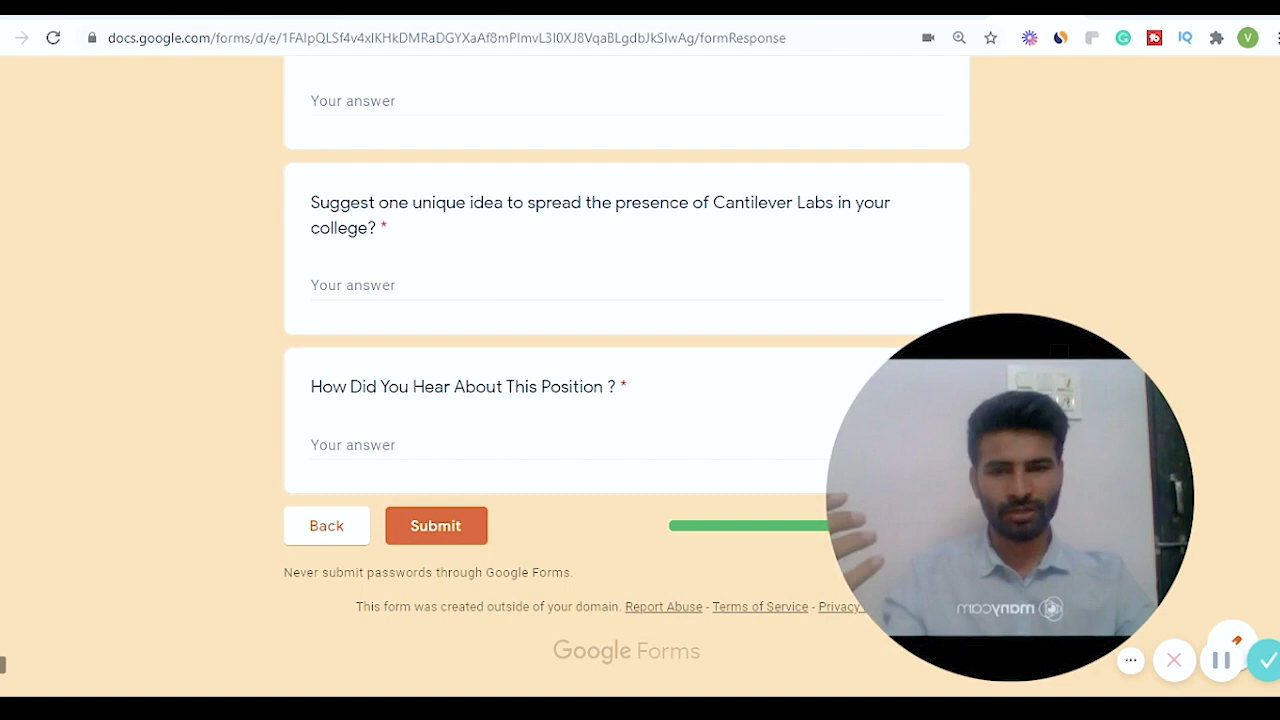 docs.google.com/forms/d/e/1FAIpQLSf4v4xIKHkDMRaDGYXaAf8mPImvL3I0XJ8VqaBLgdbJkSIwAg/formResponse
Your answer
Suggest one unique idea to spread the presence of Cantilever Labs in your
college? *
Your answer
How Did You Hear About This Position ? *
Your answer
Back
Submit
Never submit passwords through Google Forms.
This form was created outside of your domain. Report Abuse - Terms of Service - Privacy
Google Forms
manycam
IQ
V